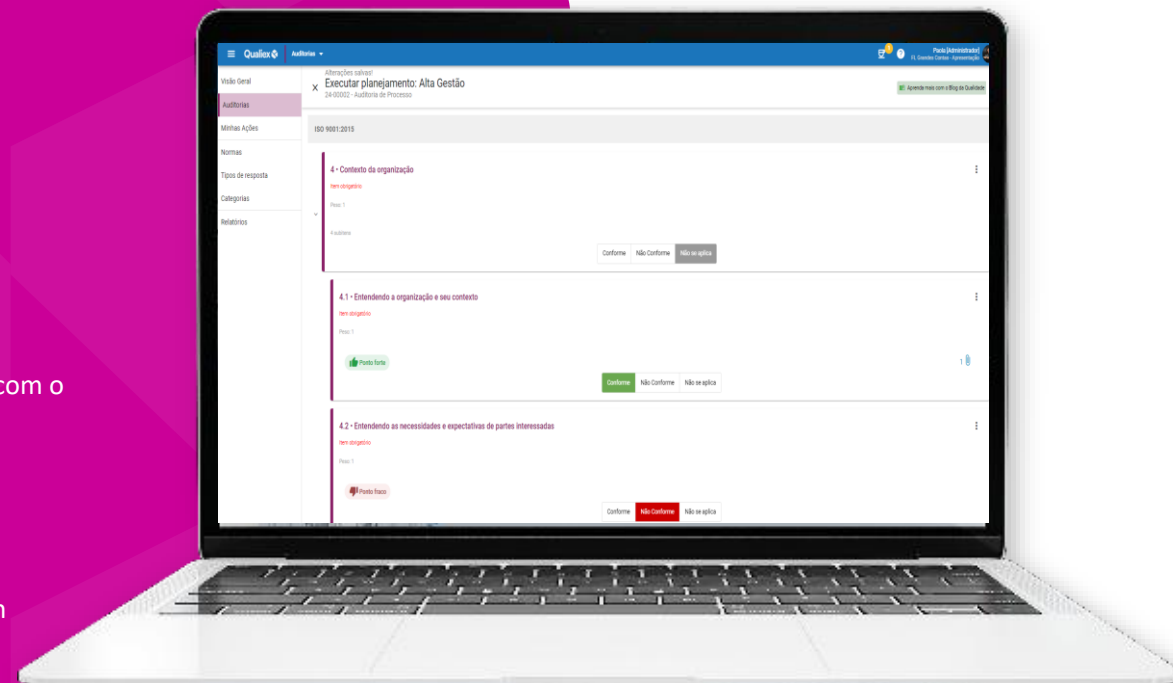 Qualiex
Auditorias
Paola [Administrador]
Visão Geral
Auditorias
Minhas Ações
Normas
Tipos de resposta
Categorias
Relatórios
Alterações salvas!
Executar planejamento: Alta Gestão
24-00002 - Auditoria de Processo
Aprenda mais com o Blog da Qualidade
ISO 9001:2015
4 • Contexto da organização
Item obrigatório
Peso: 1
4 subitens
Conforme Não Conforme Não se aplica
4.1 • Entendendo a organização e seu contexto
Item obrigatório
Peso: 1
Ponto forte
1
Conforme Não Conforme Não se aplica
4.2 • Entendendo as necessidades e expectativas de partes interessadas
Item obrigatório
Peso: 1
Ponto fraco
Conforme Não Conforme Não se aplica
com o